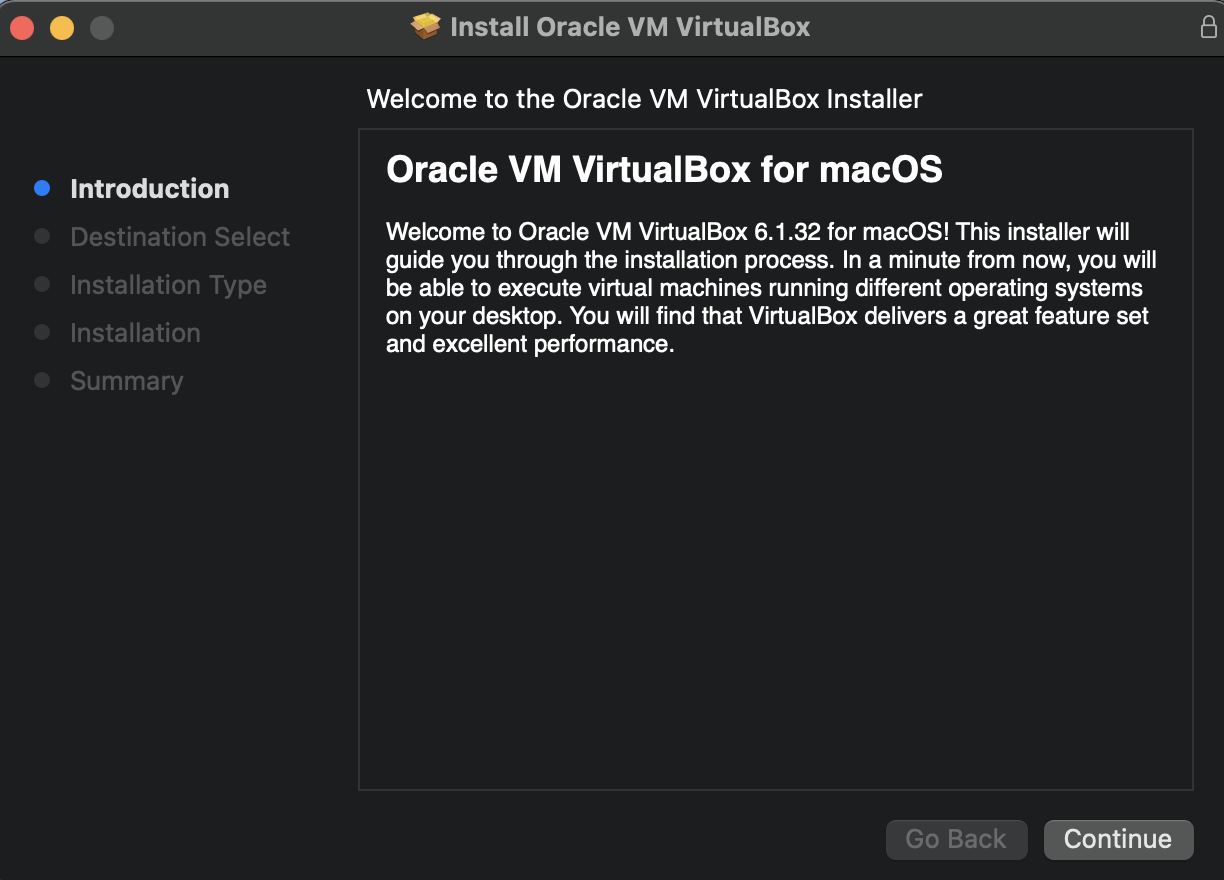 Install Oracle VM VirtualBox
Welcome to the Oracle VM VirtualBox Installer
Introduction
Destination Select
Installation Type
Installation
Summary
Oracle VM VirtualBox for macOS
Welcome to Oracle VM VirtualBox 6.1.32 for macOS! This installer will
guide you through the installation process. In a minute from now, you will
be able to execute virtual machines running different operating systems
on your desktop. You will find that VirtualBox delivers a great feature set
and excellent performance.
Go Back
Continue